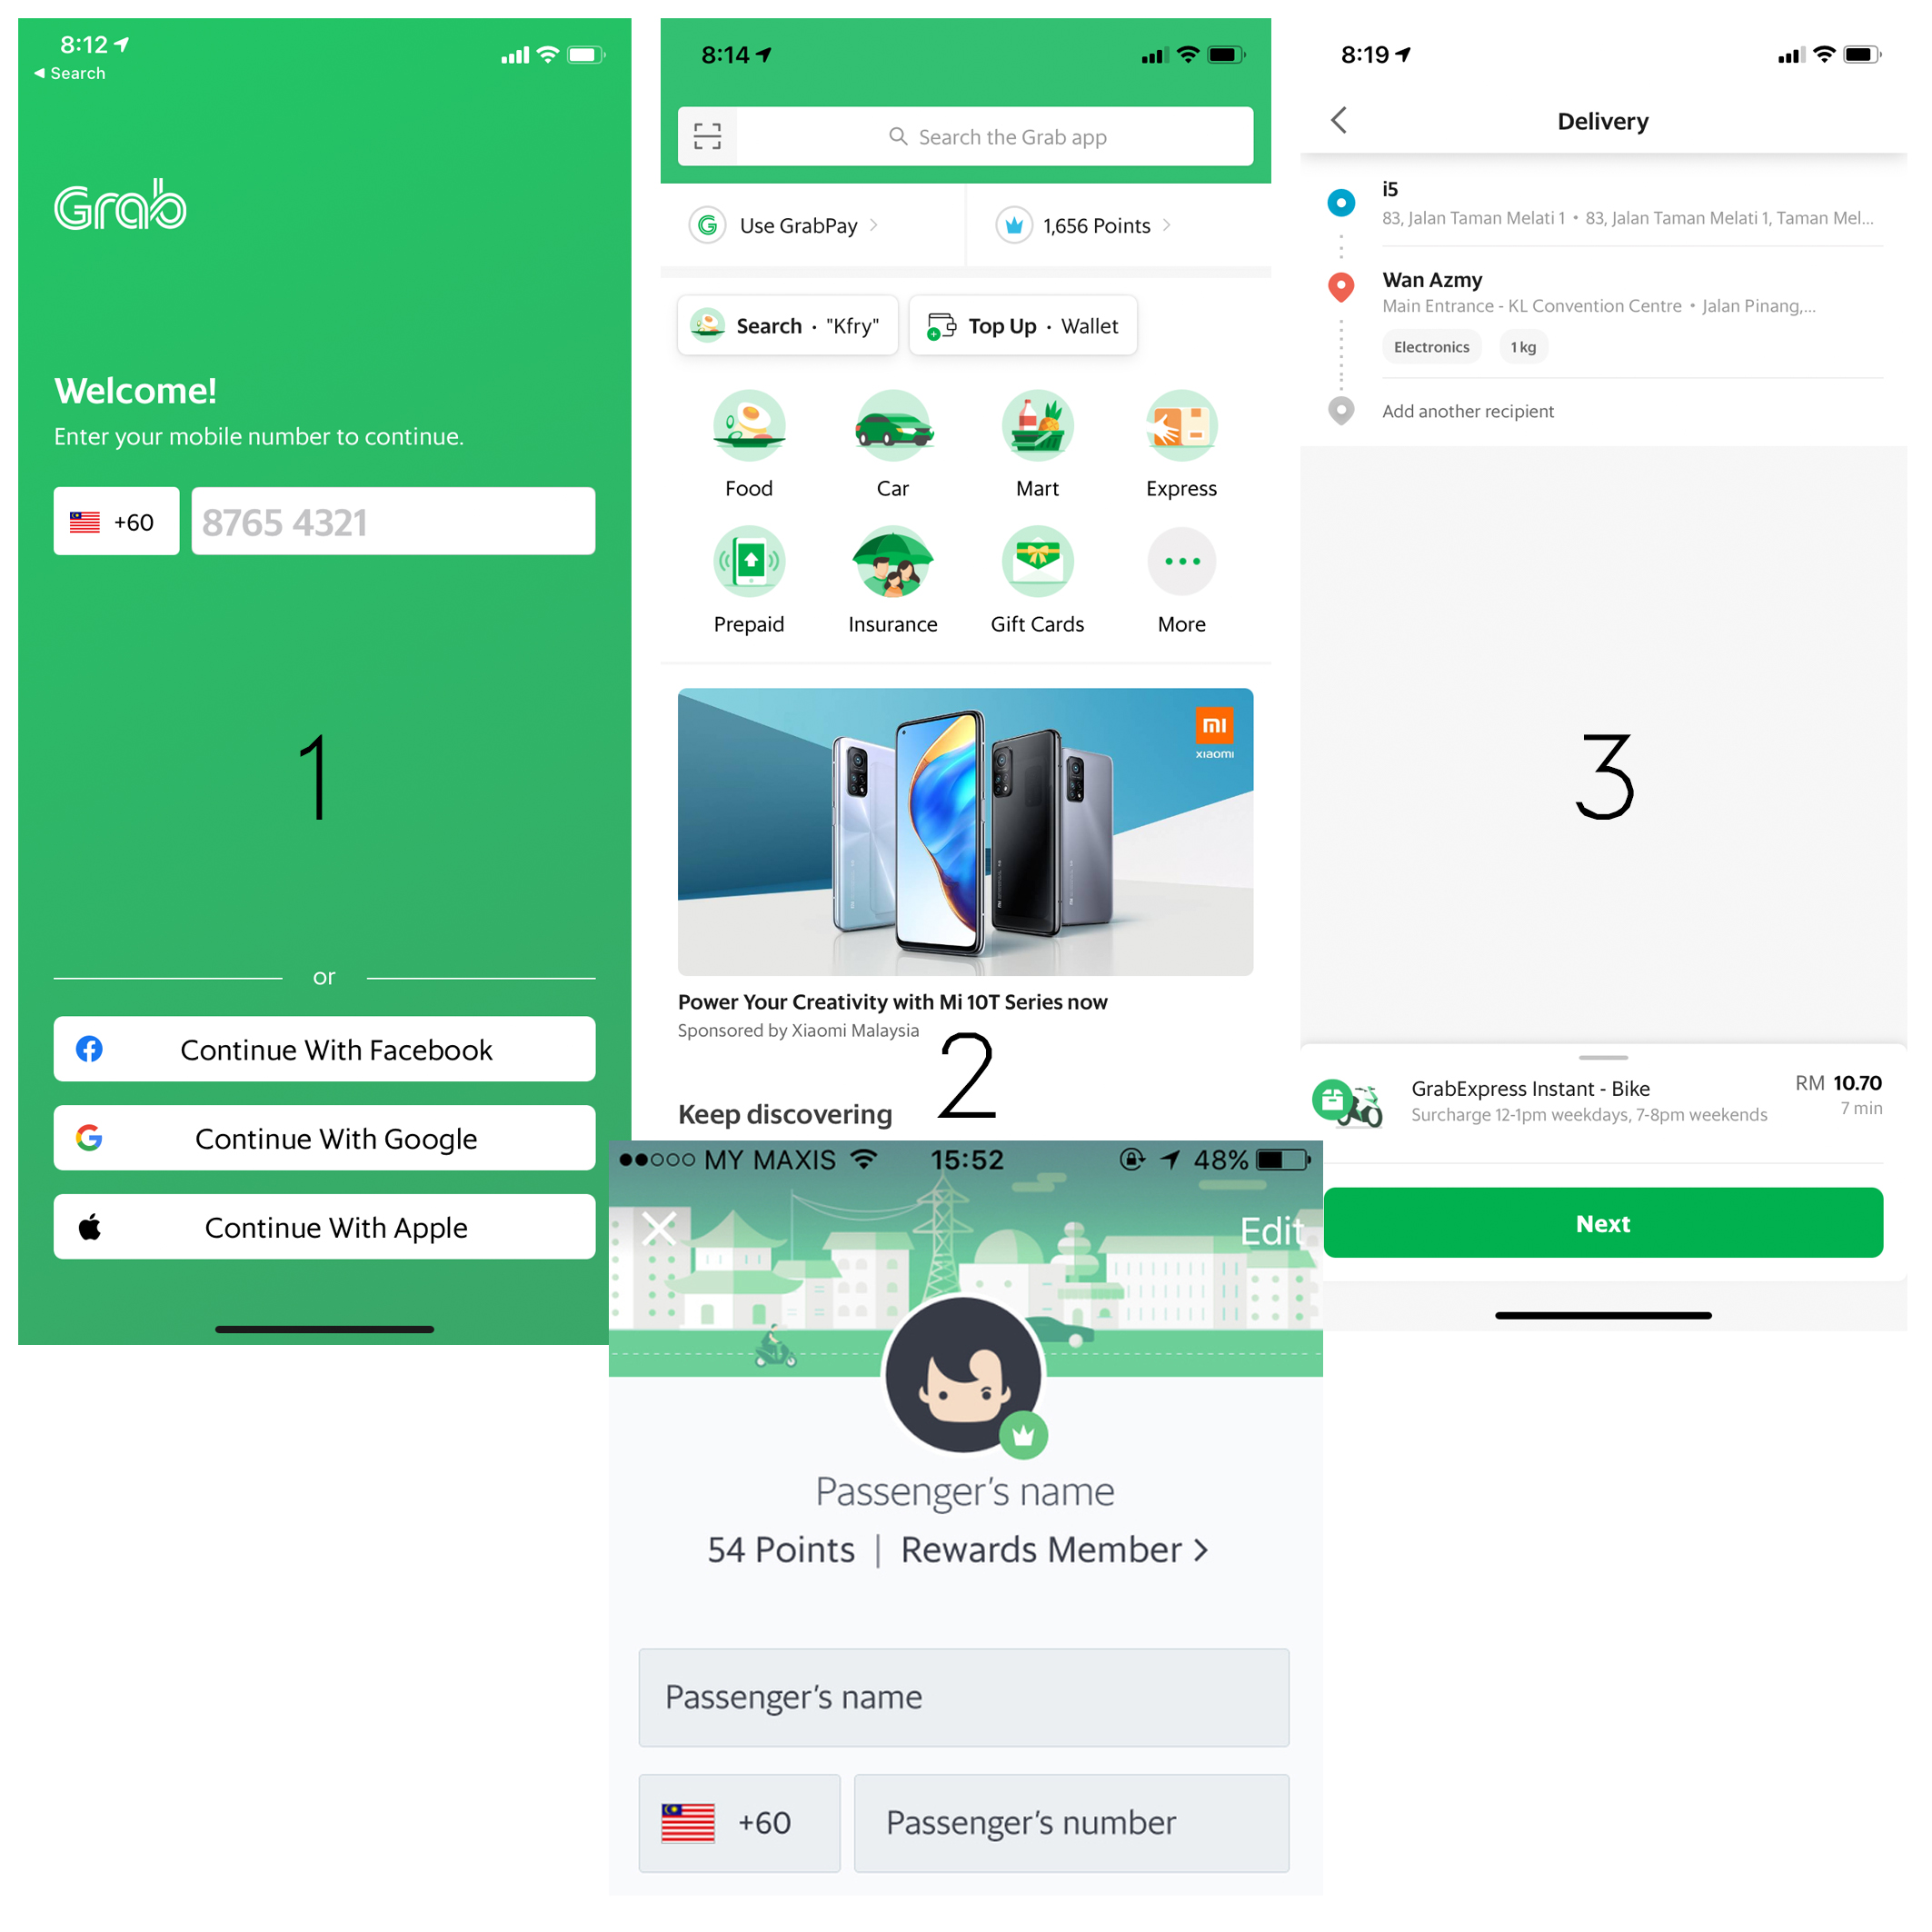 8:12
◀ Search
Grab
Welcome!
Enter your mobile number to continue.
+60
8765 4321
1
or
Continue With Facebook
Continue With Google
Continue With Apple
8:14
Search the Grab app
Use GrabPay >
1,656 Points >
Search · "Kfry"
Top Up · Wallet
Food
Car
Mart
Express
Prepaid
Insurance
Gift Cards
More
mi
xiaomi
Power Your Creativity with Mi 10T Series now
Sponsored by Xiaomi Malaysia
2
Keep discovering
8:19
Delivery
i5
83, Jalan Taman Melati 1 • 83, Jalan Taman Melati 1, Taman Mel...
Wan Azmy
Main Entrance - KL Convention Centre • Jalan Pinang,...
Electronics
1 kg
Add another recipient
3
GrabExpress Instant - Bike
RM 10.70
Surcharge 12-1pm weekdays, 7-8pm weekends
7 min
Next
MY MAXIS
15:52
48%
Edit
Passenger's name
54 Points | Rewards Member >
Passenger's name
+60
Passenger's number